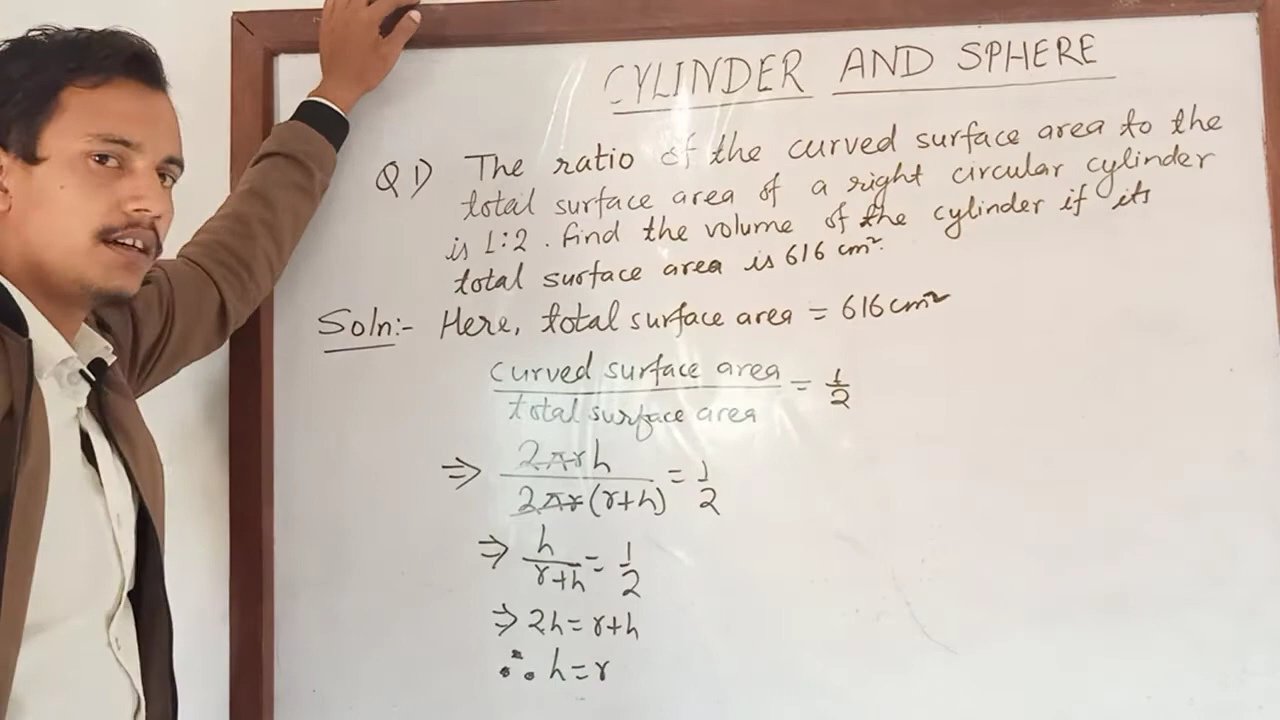 CYLINDER AND SPHERE
Q1) The ratio of the curved surface area to the
total surface area of a right circular cylinder
is 1:2. Find the volume of the cylinder if its
total surface area is 616 cm².
Soln:- Here, total surface area = 616 cm²
curved surface area / total surface area = 1/2
⇒ 2πrh / 2πr(r+h) = 1/2
⇒ h / r+h = 1/2
⇒ 2h = r+h
∴ h = r